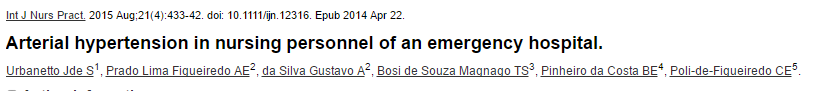 Int J Nurs Pract. 2015 Aug;21(4):433-42. doi: 10.1111/ijn.12316. Epub 2014 Apr 22.
Arterial hypertension in nursing personnel of an emergency hospital.
Urbanetto Jde S1, Prado Lima Figueiredo AE2, da Silva Gustavo A2, Bosi de Souza Magnago TS3, Pinheiro da Costa BE4, Poli-de-Figueiredo CE5.